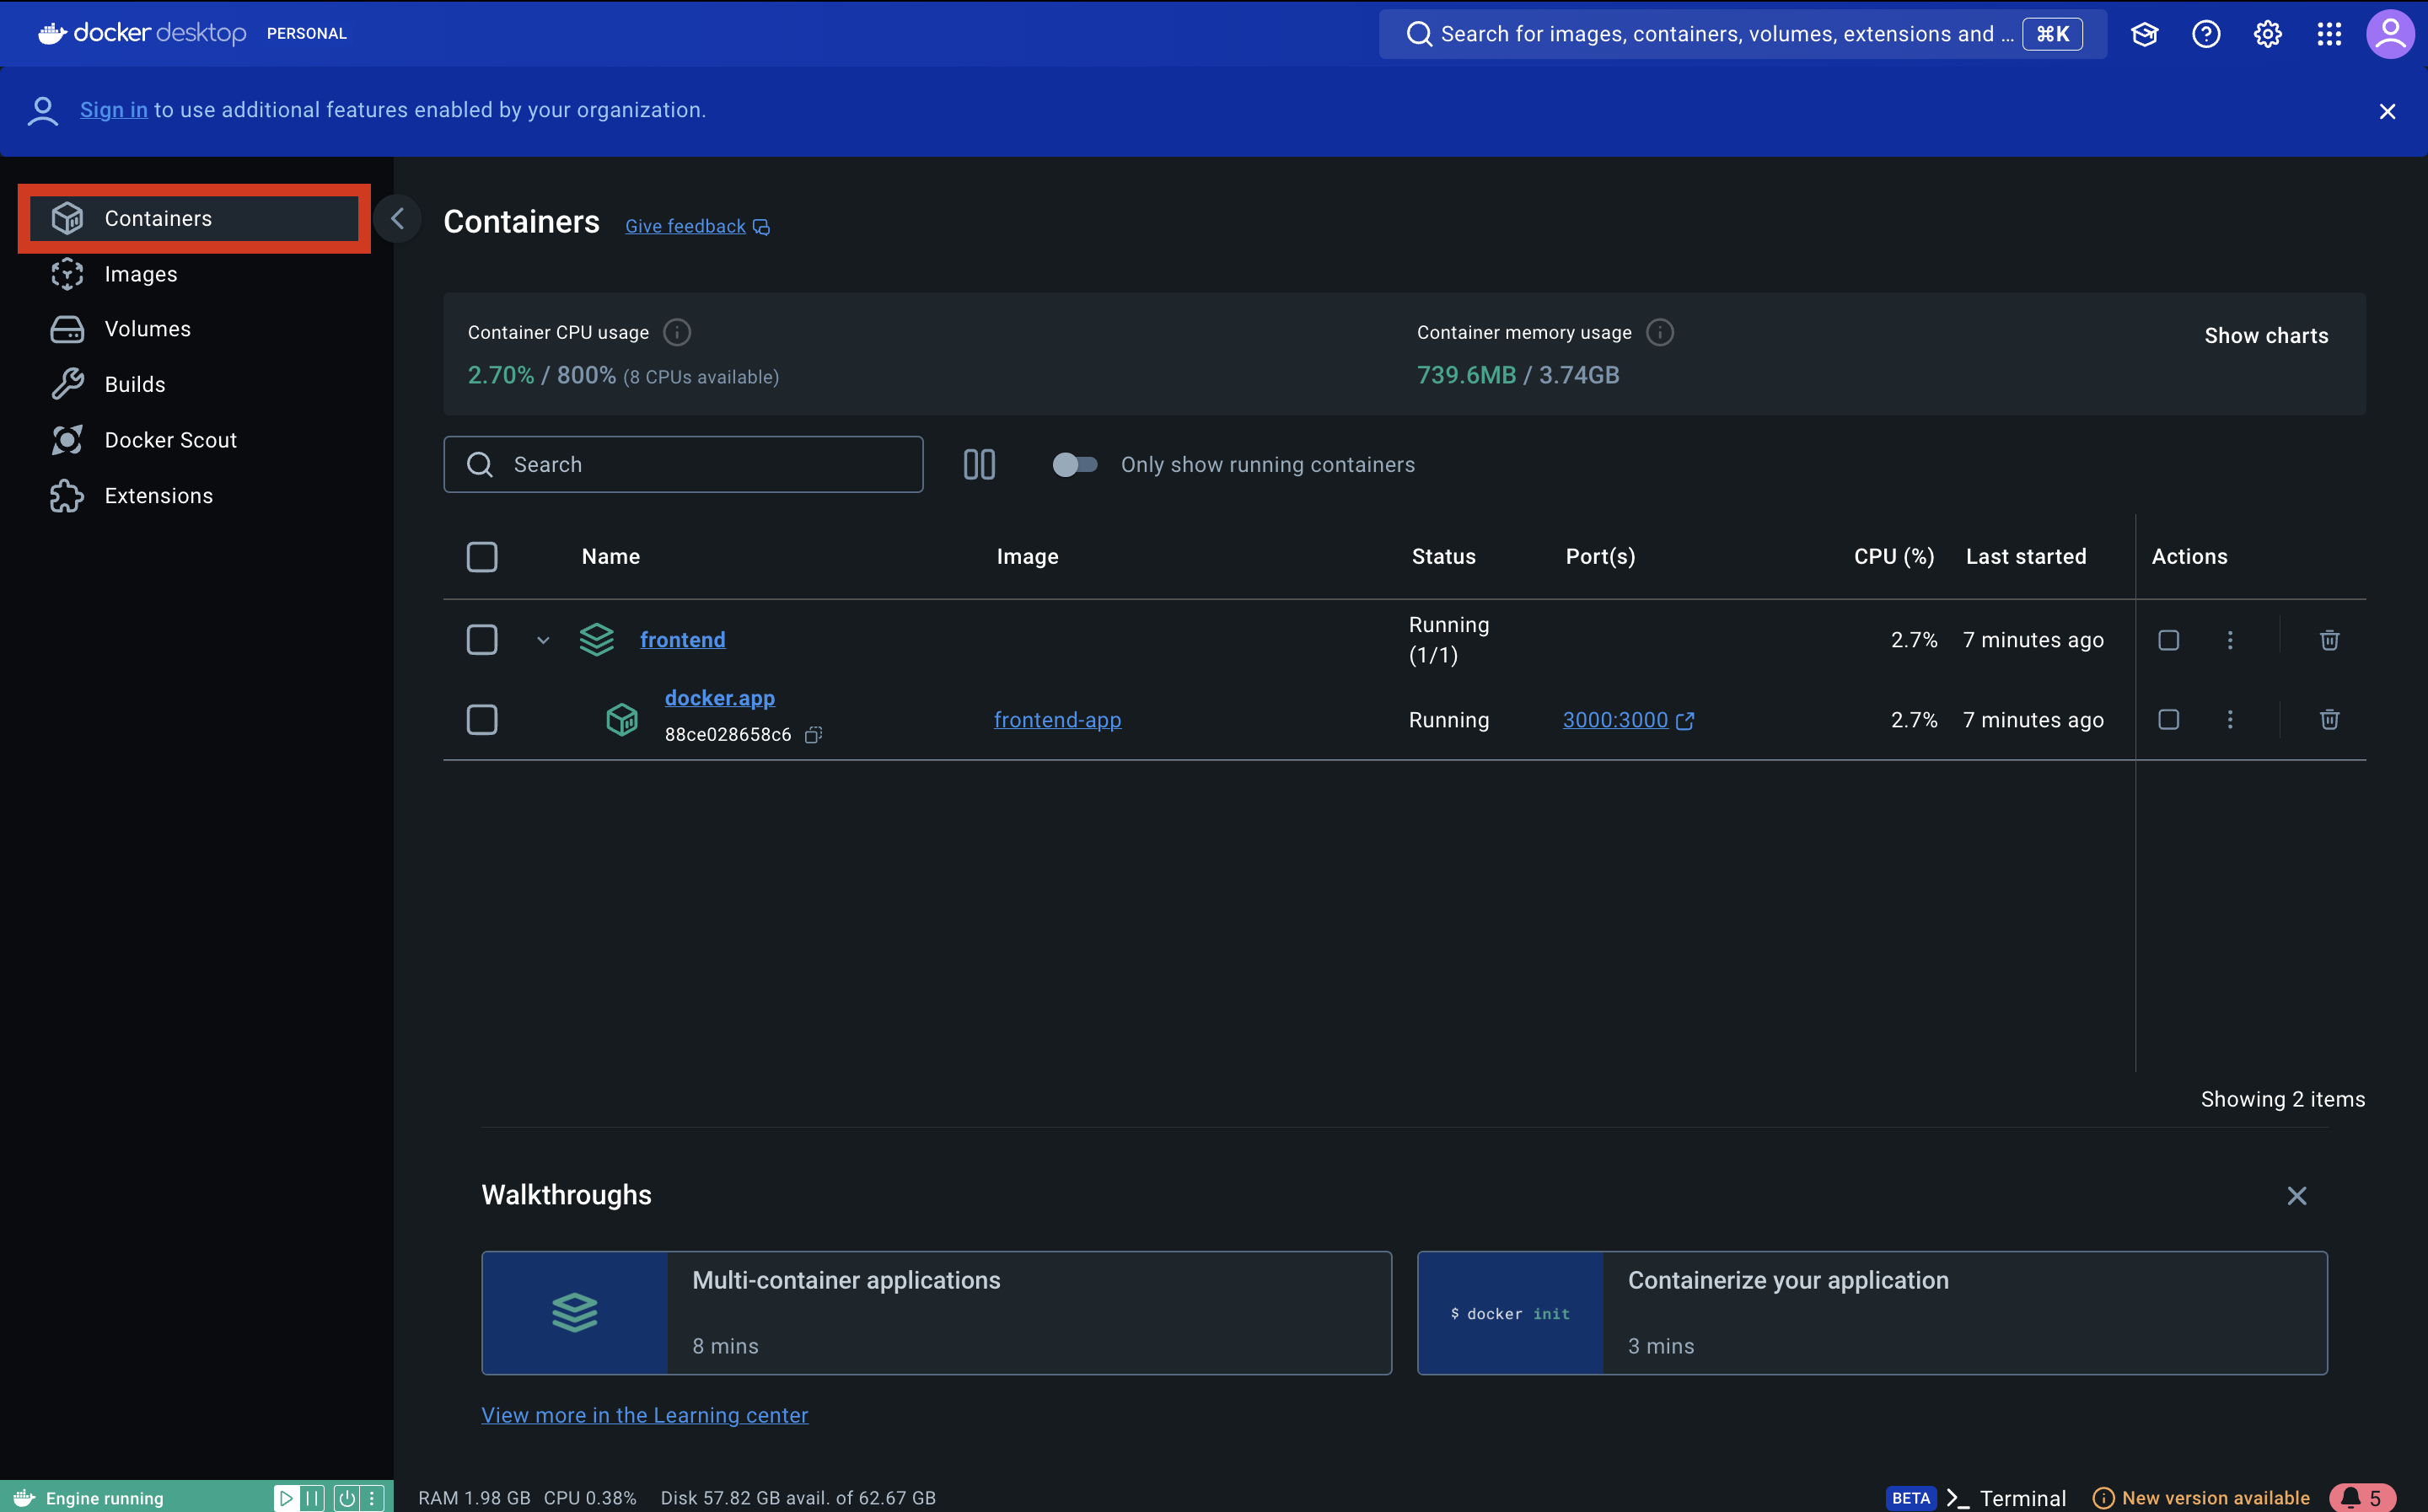 docker desktop PERSONAL
Search for images, containers, volumes, extensions and ... ⌘K
Sign in to use additional features enabled by your organization.
Containers
Images
Volumes
Builds
Docker Scout
Extensions
Containers Give feedback
Container CPU usage
2.70% / 800% (8 CPUs available)
Container memory usage
739.6MB / 3.74GB
Show charts
Search
Only show running containers
Name Image Status Port(s) CPU (%) Last started Actions
frontend Running (1/1) 2.7% 7 minutes ago
docker.app
88ce028658c6
frontend-app Running 3000:3000 2.7% 7 minutes ago
Showing 2 items
Walkthroughs
Multi-container applications
8 mins
$ docker init
Containerize your application
3 mins
View more in the Learning center
Engine running
RAM 1.98 GB CPU 0.38% Disk 57.82 GB avail. of 62.67 GB
BETA >_ Terminal
New version available
5